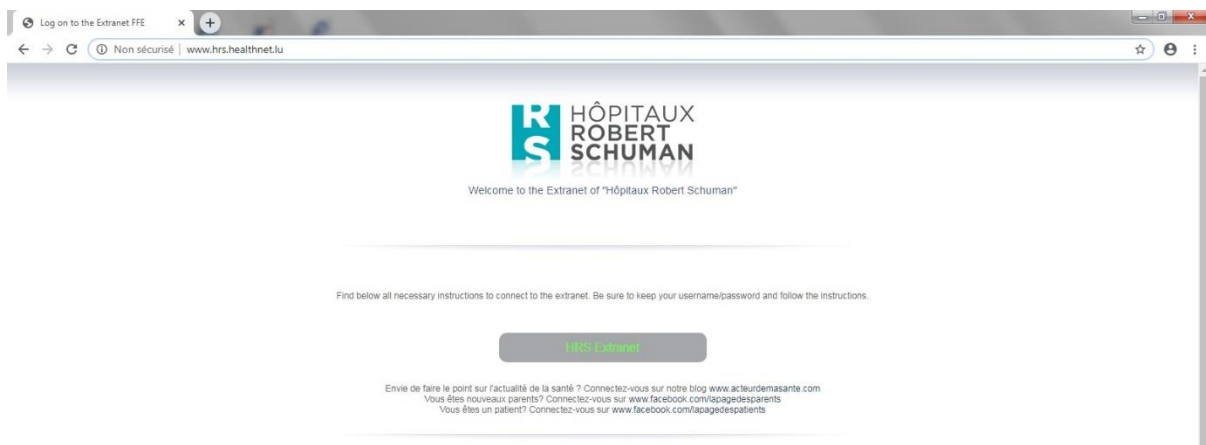 Log on to the Extranet FFE
Non sécurisé | www.hrs.healthnet.lu
RS HÔPITAUX
ROBERT
SCHUMAN
Welcome to the Extranet of "Hôpitaux Robert Schuman"
Find below all necessary instructions to connect to the extranet. Be sure to keep your username/password and follow the instructions.
HRS Extranet
Envie de faire le point sur l'actualité de la santé ? Connectez-vous sur notre blog www.acteurdemasante.com
Vous êtes nouveaux parents? Connectez-vous sur www.facebook.com/lapagedesparents
Vous êtes un patient? Connectez-vous sur www.facebook.com/lapagedespatients